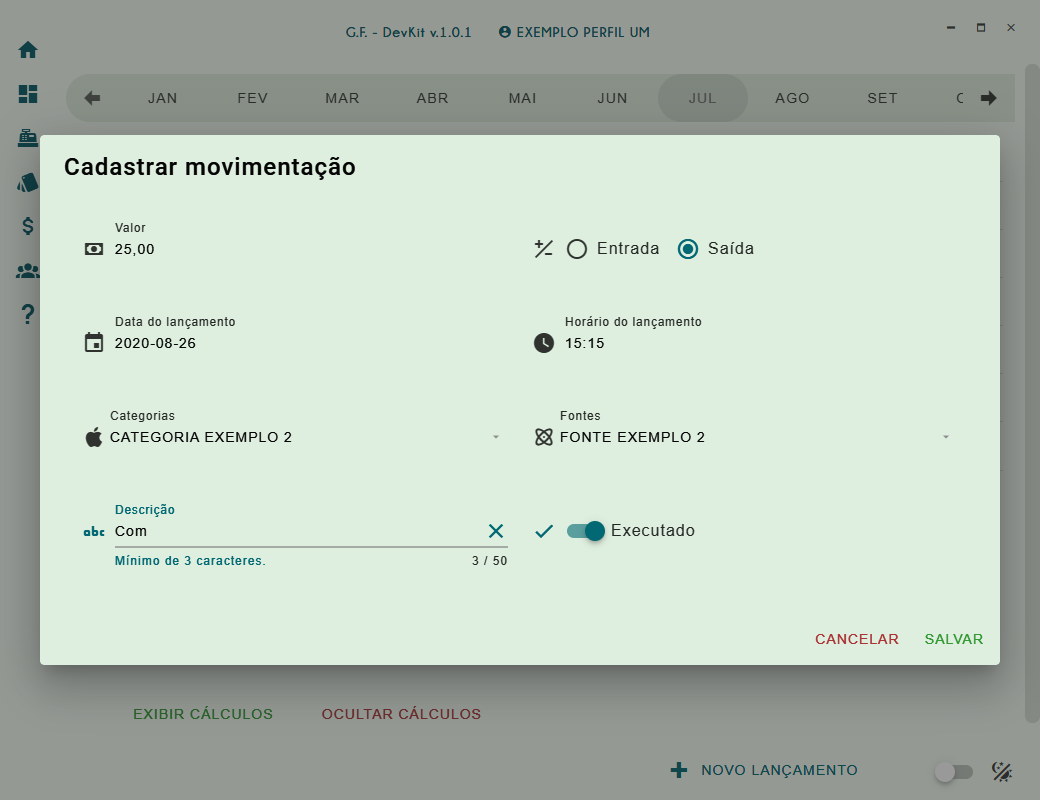 G.F. - DevKit v.1.0.1 EXEMPLO PERFIL UM
JAN FEV MAR ABR MAI JUN JUL AGO SET
Cadastrar movimentação
Valor
25,00
Entrada Saída
Data do lançamento
2020-08-26
Horário do lançamento
15:15
Categorias
CATEGORIA EXEMPLO 2
Fontes
FONTE EXEMPLO 2
Descrição
abc Com
Mínimo de 3 caracteres. 3 / 50
Executado
CANCELAR SALVAR
EXIBIR CÁLCULOS OCULTAR CÁLCULOS
NOVO LANÇAMENTO